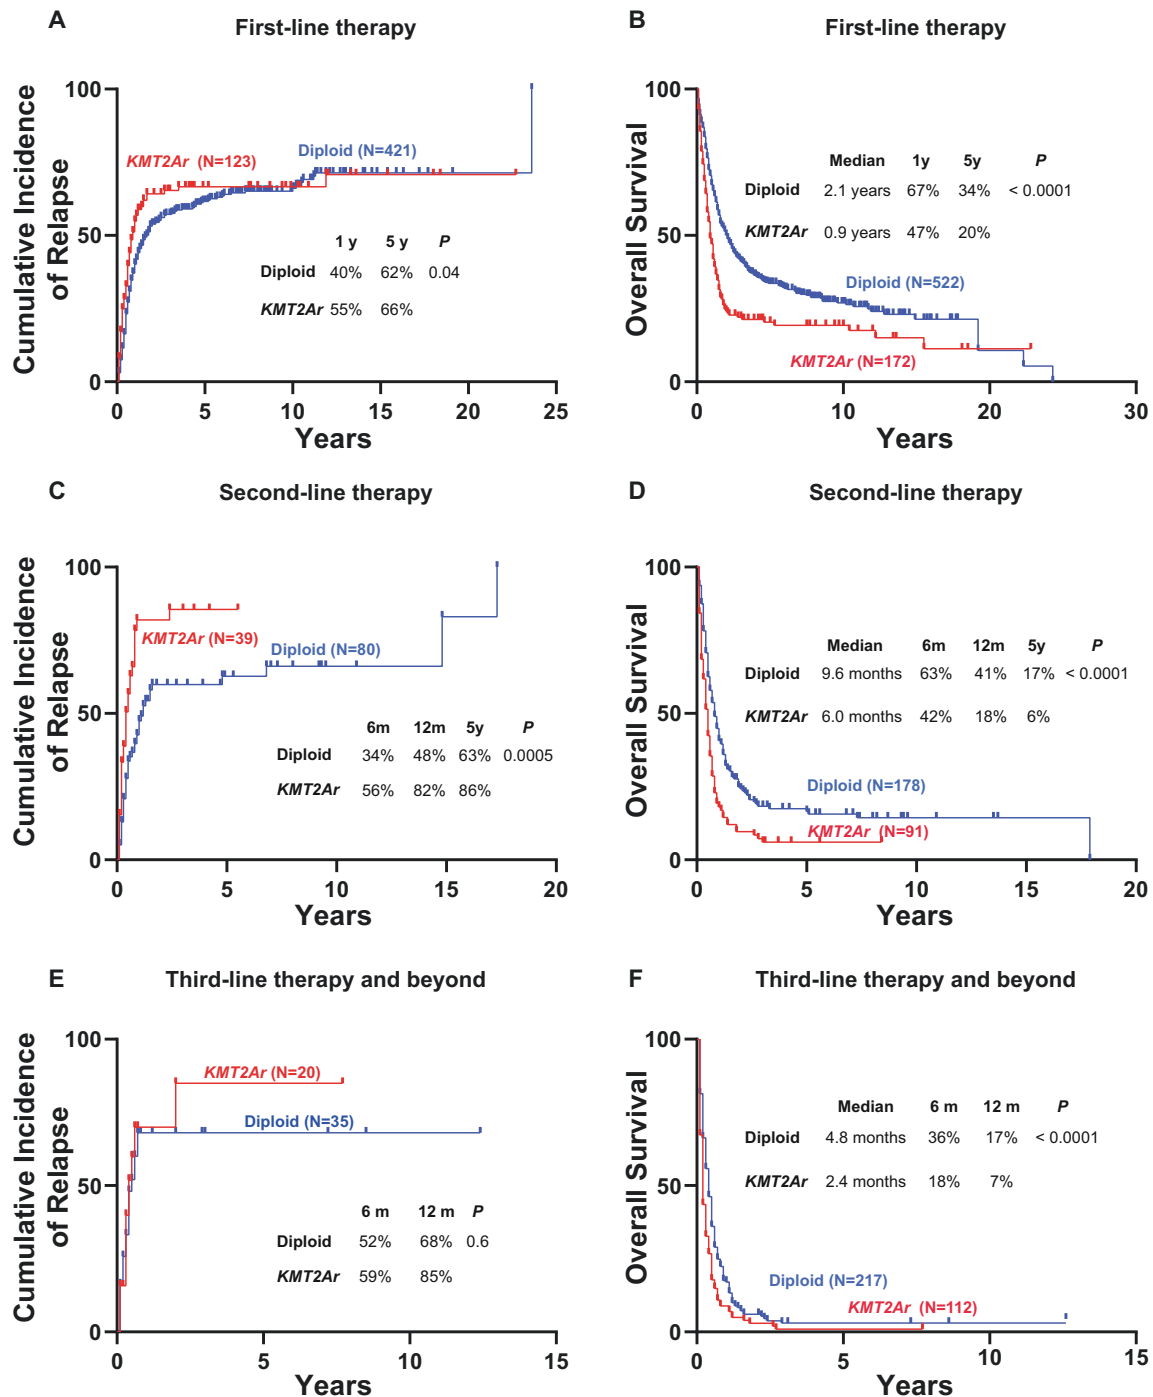 A
First-line therapy
Cumulative Incidence
of Relapse
100
50
0
KMT2Ar (N=123)
Diploid (N=421)
1 y 5 y P
Diploid 40% 62% 0.04
KMT2Ar 55% 66%
0 5 10 15 20 25
Years
B
First-line therapy
Overall Survival
100
50
0
Median 1y 5y P
Diploid 2.1 years 67% 34% < 0.0001
KMT2Ar 0.9 years 47% 20%
Diploid (N=522)
KMT2Ar (N=172)
0 10 20 30
Years
C
Second-line therapy
Cumulative Incidence
of Relapse
100
50
0
KMT2Ar (N=39)
Diploid (N=80)
6m 12m 5y P
Diploid 34% 48% 63% 0.0005
KMT2Ar 56% 82% 86%
0 5 10 15 20
Years
D
Second-line therapy
Overall Survival
100
50
0
Median 6m 12m 5y P
Diploid 9.6 months 63% 41% 17% < 0.0001
KMT2Ar 6.0 months 42% 18% 6%
Diploid (N=178)
KMT2Ar (N=91)
0 5 10 15 20
Years
E
Third-line therapy and beyond
Cumulative Incidence
of Relapse
100
50
0
KMT2Ar (N=20)
Diploid (N=35)
6 m 12 m P
Diploid 52% 68% 0.6
KMT2Ar 59% 85%
0 5 10 15
Years
F
Third-line therapy and beyond
Overall Survival
100
50
0
Median 6 m 12 m P
Diploid 4.8 months 36% 17% < 0.0001
KMT2Ar 2.4 months 18% 7%
Diploid (N=217)
KMT2Ar (N=112)
0 5 10 15
Years